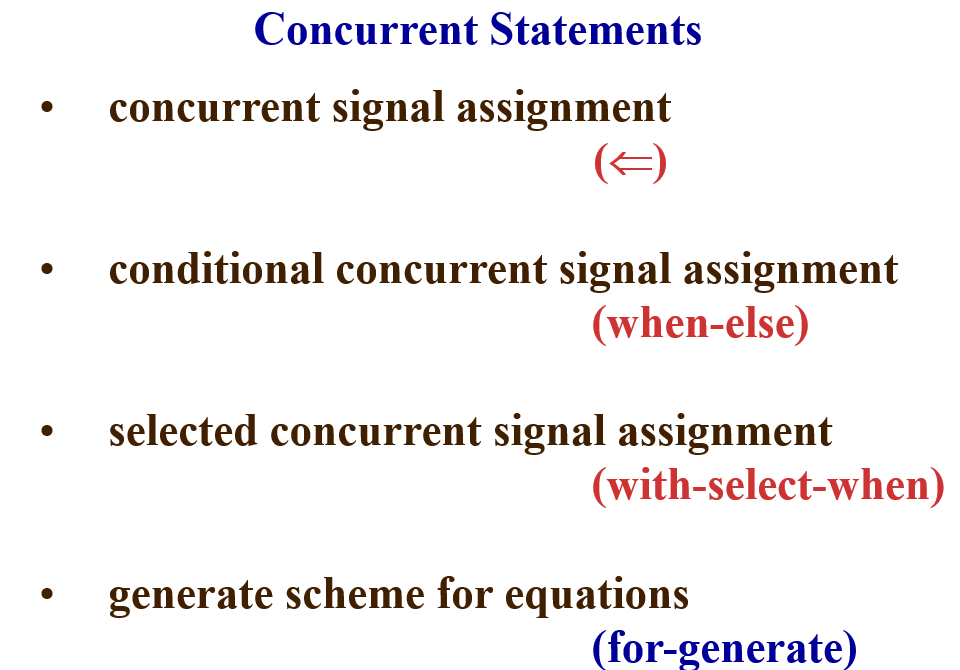 Concurrent Statements
• concurrent signal assignment
(⇐)
• conditional concurrent signal assignment
(when-else)
• selected concurrent signal assignment
(with-select-when)
• generate scheme for equations
(for-generate)